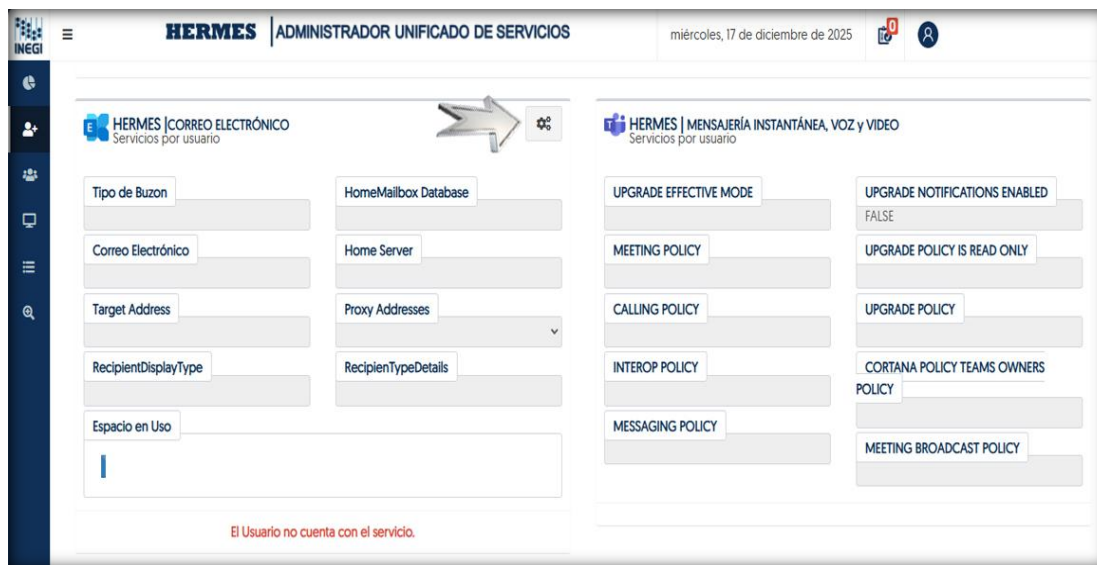 INEGI
HERMES | ADMINISTRADOR UNIFICADO DE SERVICIOS
miércoles, 17 de diciembre de 2025
0
HERMES |CORREO ELECTRÓNICO
Servicios por usuario
Tipo de Buzon
HomeMailbox Database
Correo Electrónico
Home Server
Target Address
Proxy Addresses
RecipientDisplayType
RecipienTypeDetails
Espacio en Uso
El Usuario no cuenta con el servicio.
HERMES | MENSAJERÍA INSTANTÁNEA, VOZ y VIDEO
Servicios por usuario
UPGRADE EFFECTIVE MODE
UPGRADE NOTIFICATIONS ENABLED
FALSE
MEETING POLICY
UPGRADE POLICY IS READ ONLY
CALLING POLICY
UPGRADE POLICY
INTEROP POLICY
CORTANA POLICY TEAMS OWNERS
POLICY
MESSAGING POLICY
MEETING BROADCAST POLICY